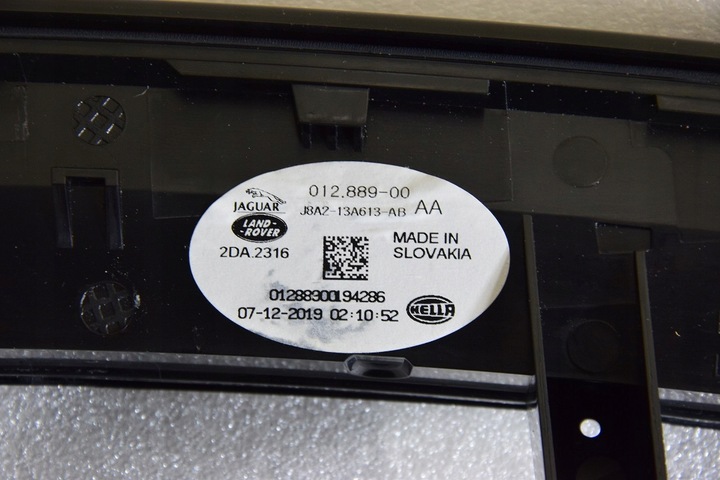 012.889-00
JAGUAR J8A2-13A613-AB AA
LAND-
-ROVER
MADE IN
2DA.2316 SLOVAKIA
01288900194286
07-12-2019 02:10:52 HELLA